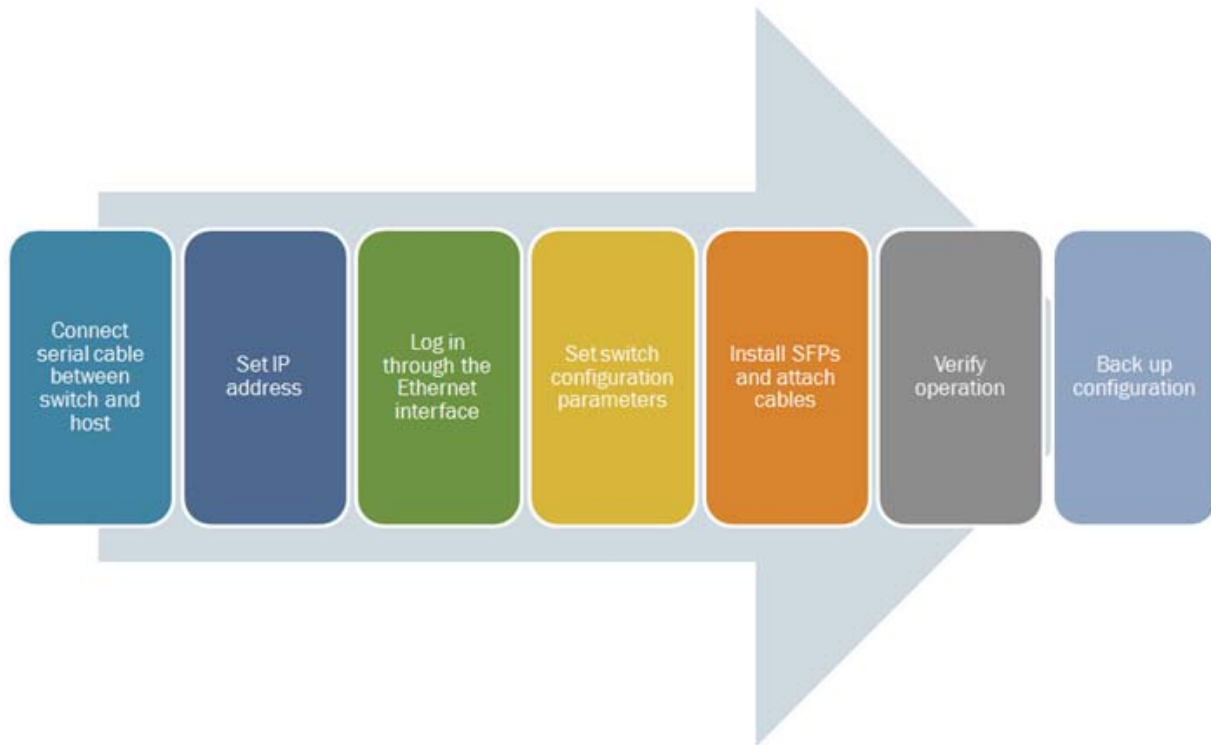 Connect
serial cable
between
switch and
host
Set IP
address
Log in
through the
Ethernet
interface
Set switch
configuration
parameters
Install SFPs
and attach
cables
Verify
operation
Back up
configuration